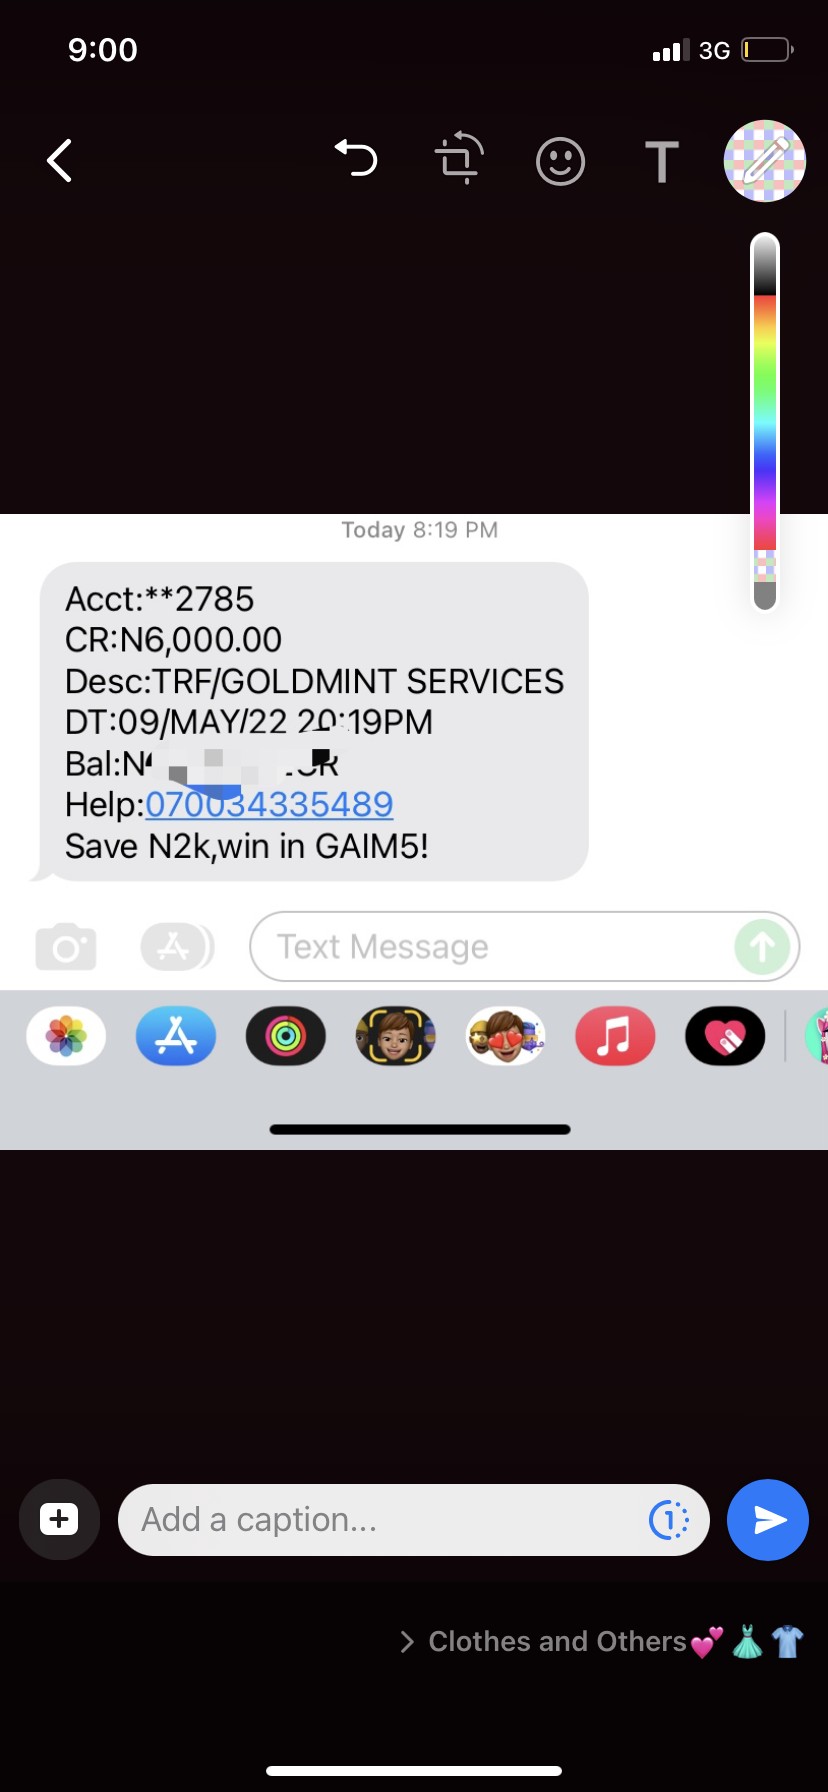 9:00
3G
T
Today 8:19 PM
Acct:**2785
CR:N6,000.00
Desc:TRF/GOLDMINT SERVICES
DT:09/MAY/22 20:19PM
Bal:N
Help:070034335489
Save N2k,win in GAIM5!
Text Message
Add a caption...
1
Clothes and Others💕👗👕